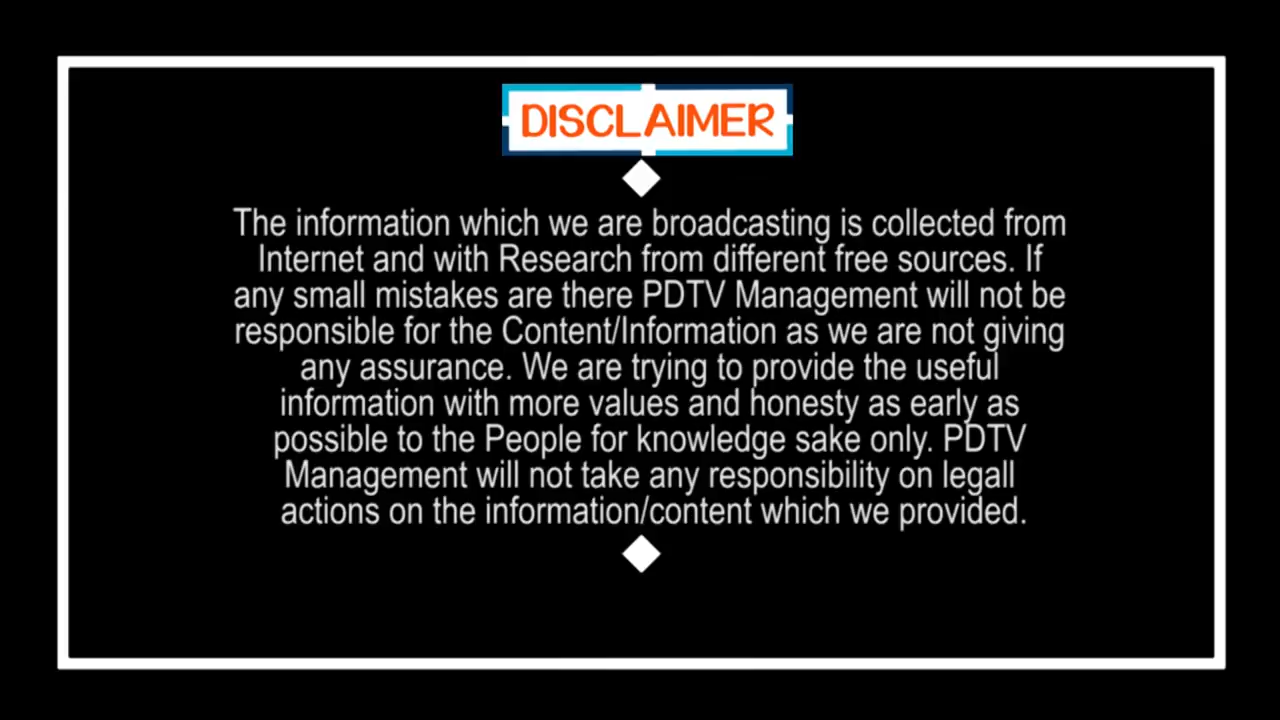 DISCLAIMER
The information which we are broadcasting is collected from
Internet and with Research from different free sources. If
any small mistakes are there PDTV Management will not be
responsible for the Content/Information as we are not giving
any assurance. We are trying to provide the useful
information with more values and honesty as early as
possible to the People for knowledge sake only. PDTV
Management will not take any responsibility on legall
actions on the information/content which we provided.